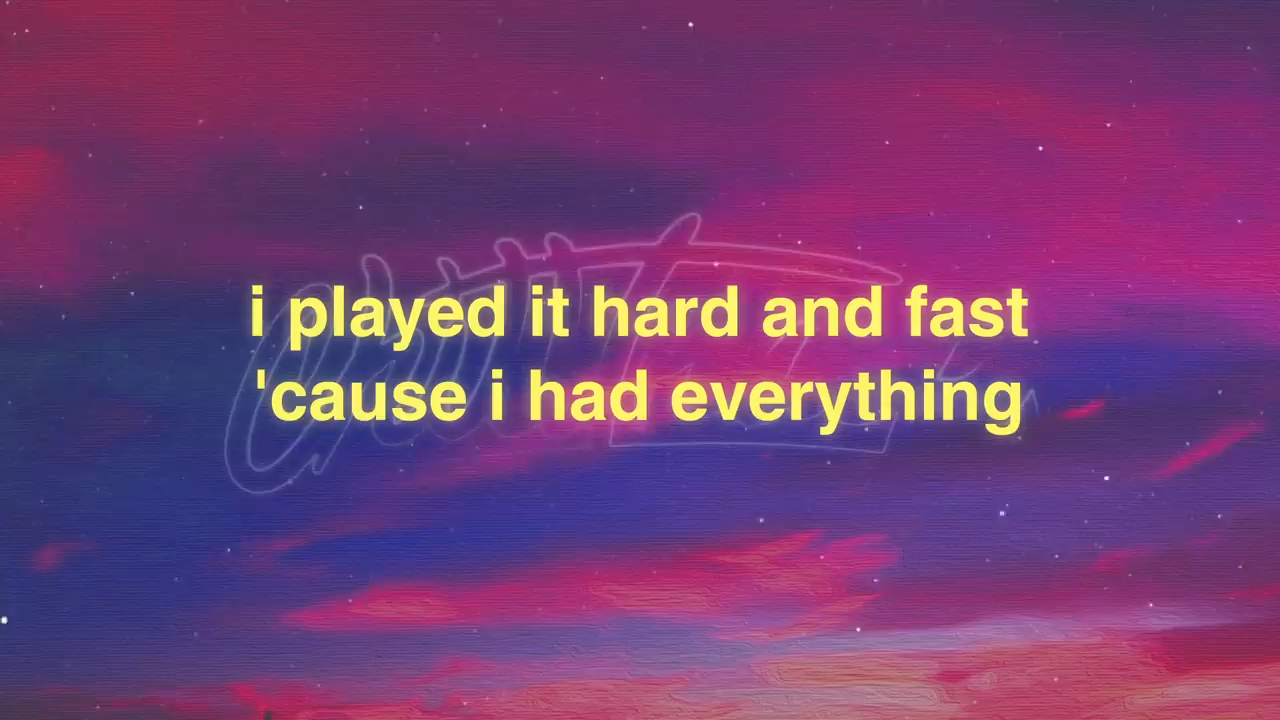 i played it hard and fast
'cause i had everything